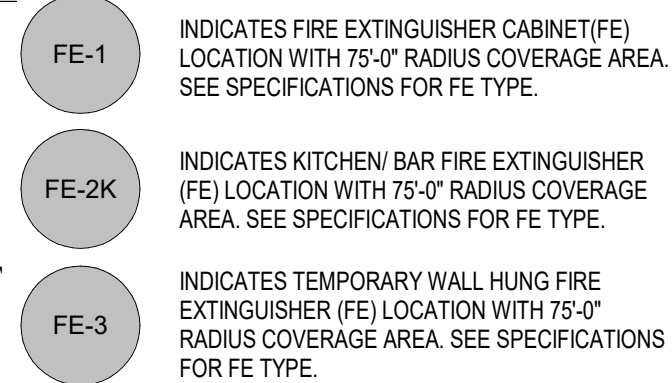 FE-1
INDICATES FIRE EXTINGUISHER CABINET(FE)
LOCATION WITH 75'-0" RADIUS COVERAGE AREA.
SEE SPECIFICATIONS FOR FE TYPE.
FE-2K
INDICATES KITCHEN/ BAR FIRE EXTINGUISHER
(FE) LOCATION WITH 75'-0" RADIUS COVERAGE
AREA. SEE SPECIFICATIONS FOR FE TYPE.
FE-3
INDICATES TEMPORARY WALL HUNG FIRE
EXTINGUISHER (FE) LOCATION WITH 75'-0"
RADIUS COVERAGE AREA. SEE SPECIFICATIONS
FOR FE TYPE.